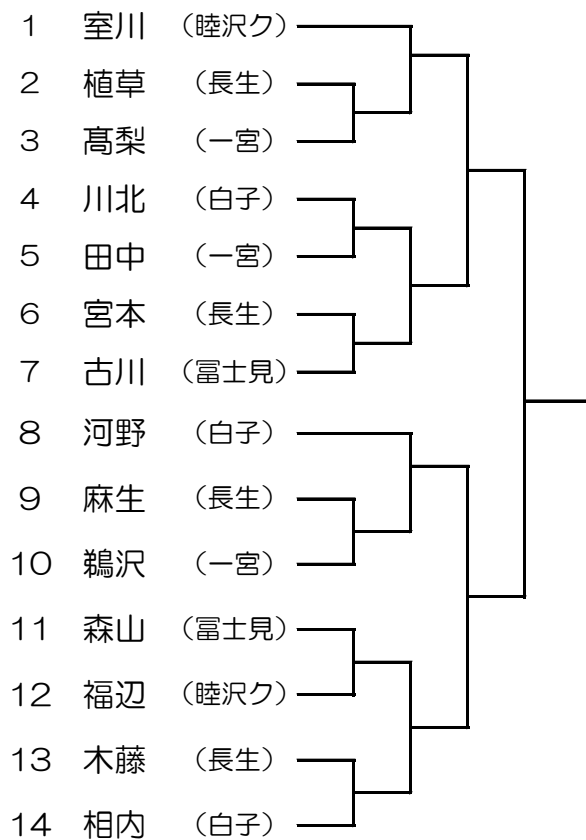 1 室川 (睦沢ク)
2 植草 (長生)
3 髙梨 (一宮)
4 川北 (白子)
5 田中 (一宮)
6 宮本 (長生)
7 古川 (冨士見)
8 河野 (白子)
9 麻生 (長生)
10 鵜沢 (一宮)
11 森山 (冨士見)
12 福辺 (睦沢ク)
13 木藤 (長生)
14 相内 (白子)